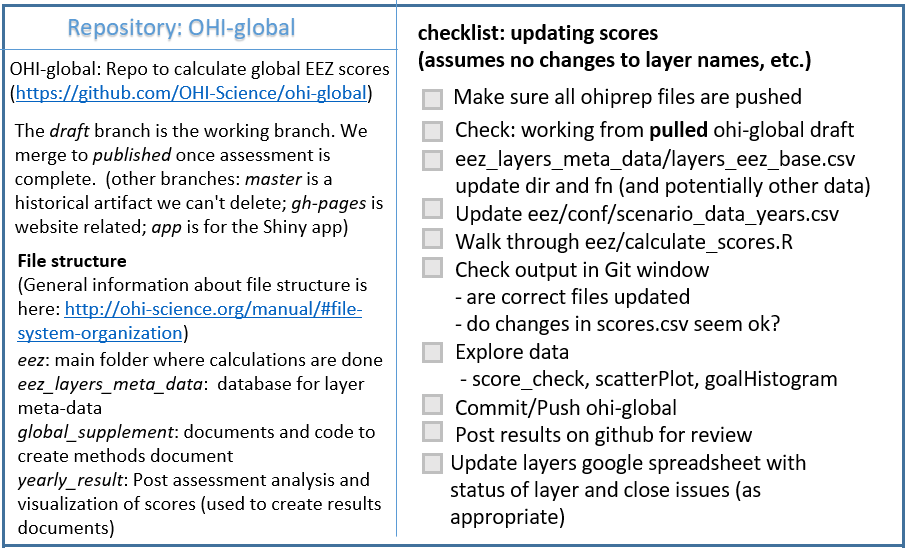 Repository: OHI-global
OHI-global: Repo to calculate global EEZ scores
(https://github.com/OHI-Science/ohi-global)
The draft branch is the working branch. We
merge to published once assessment is
complete.  (other branches: master is a
historical artifact we can't delete; gh-pages is
website related; app is for the Shiny app)
File structure
(General information about file structure is
here: http://ohi-science.org/manual/#file-
system-organization)
eez: main folder where calculations are done
eez_layers_meta_data:  database for layer
meta-data
global_supplement: documents and code to
create methods document
yearly_result: Post assessment analysis and
visualization of scores (used to create results
documents)
checklist: updating scores
(assumes no changes to layer names, etc.)
Make sure all ohiprep files are pushed
Check: working from pulled ohi-global draft
eez_layers_meta_data/layers_eez_base.csv
update dir and fn (and potentially other data)
Update eez/conf/scenario_data_years.csv
Walk through eez/calculate_scores.R
Check output in Git window
- are correct files updated
- do changes in scores.csv seem ok?
Explore data
- score_check, scatterPlot, goalHistogram
Commit/Push ohi-global
Post results on github for review
Update layers google spreadsheet with
status of layer and close issues (as
appropriate)